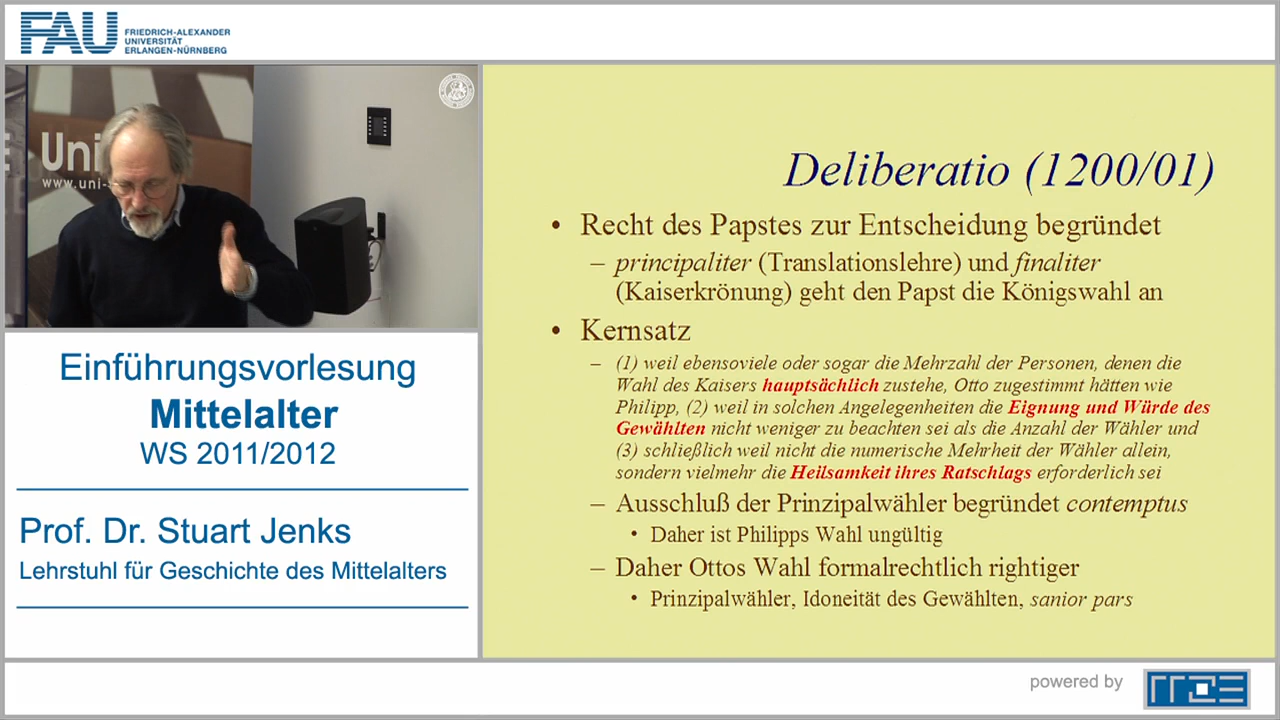 FAU
FRIEDRICH-ALEXANDER
UNIVERSITÄT
ERLANGEN-NÜRNBERG
E Uni
www.uni-
Einführungsvorlesung
Mittelalter
WS 2011/2012
Prof. Dr. Stuart Jenks
Lehrstuhl für Geschichte des Mittelalters
Deliberatio (1200/01)
• Recht des Papstes zur Entscheidung begründet
– principaliter (Translationslehre) und finaliter
(Kaiserkrönung) geht den Papst die Königswahl an
• Kernsatz
– (1) weil ebensoviele oder sogar die Mehrzahl der Personen, denen die
Wahl des Kaisers hauptsächlich zustehe, Otto zugestimmt hätten wie
Philipp, (2) weil in solchen Angelegenheiten die Eignung und Würde des
Gewählten nicht weniger zu beachten sei als die Anzahl der Wähler und
(3) schließlich weil nicht die numerische Mehrheit der Wähler allein,
sondern vielmehr die Heilsamkeit ihres Ratschlags erforderlich sei
– Ausschluß der Prinzipalwähler begründet contemptus
• Daher ist Philipps Wahl ungültig
– Daher Ottos Wahl formalrechtlich rightiger
• Prinzipalwähler, Idoneität des Gewählten, sanior pars
powered by